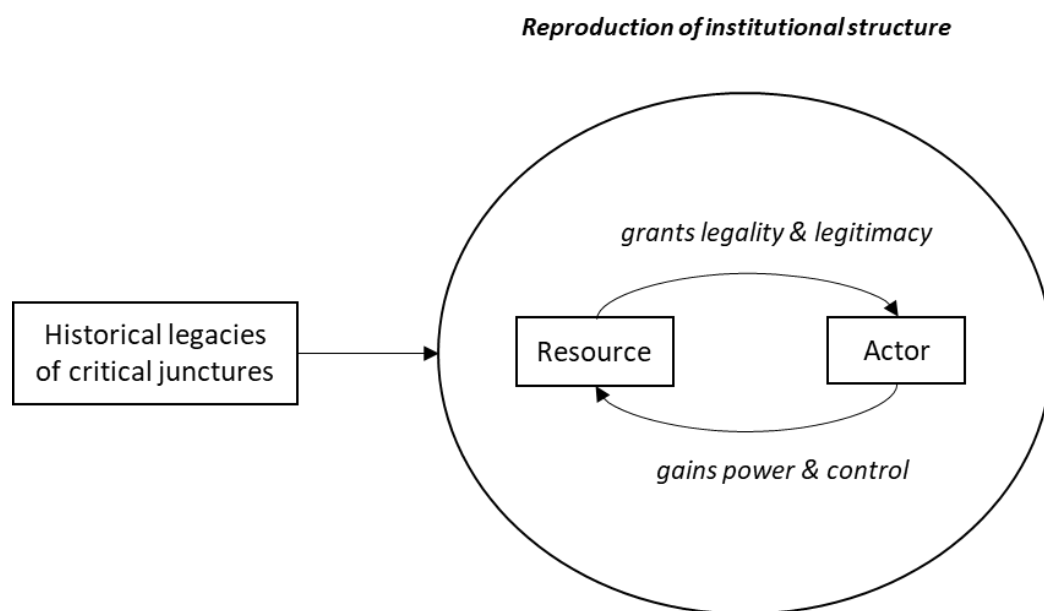 Reproduction of institutional structure
grants legality & legitimacy
Historical legacies
of critical junctures
Resource
Actor
gains power & control